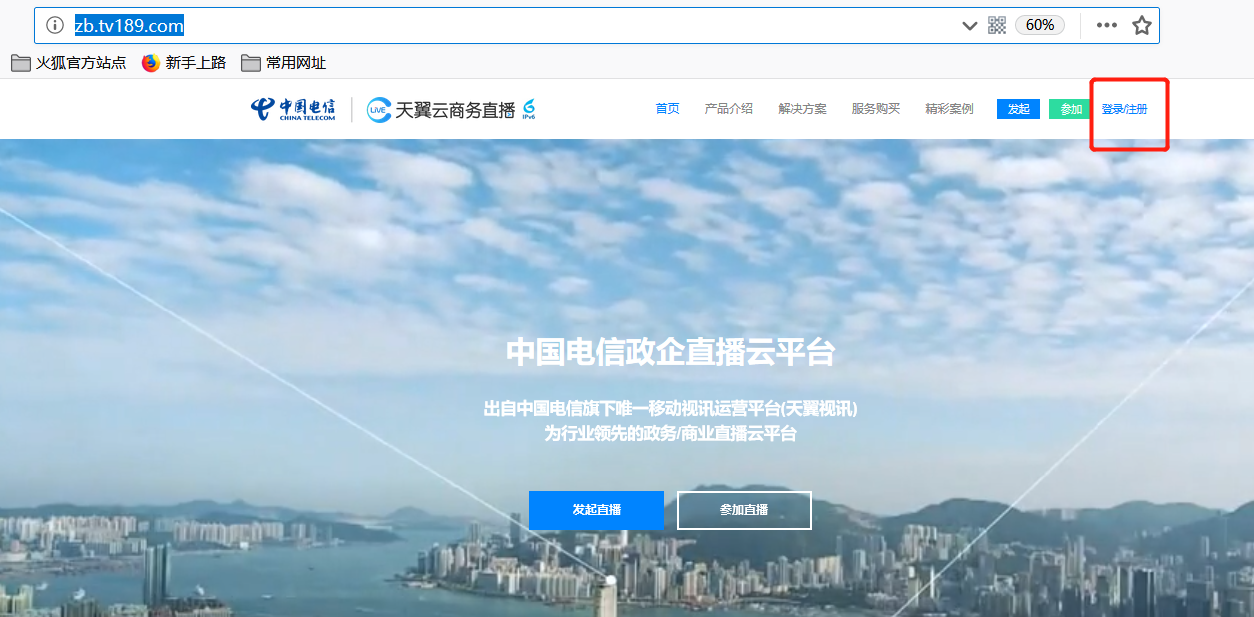 zb.tv189.com
60%
火狐官方站点 新手上路 常用网址
中国电信 CHINA TELECOM LIVE 天翼云商务直播 IPv6 首页 产品介绍 解决方案 服务购买 精彩案例 发起 参加 登录/注册
中国电信政企直播云平台
出自中国电信旗下唯一移动视讯运营平台(天翼视讯)
为行业领先的政务/商业直播云平台
发起直播 参加直播